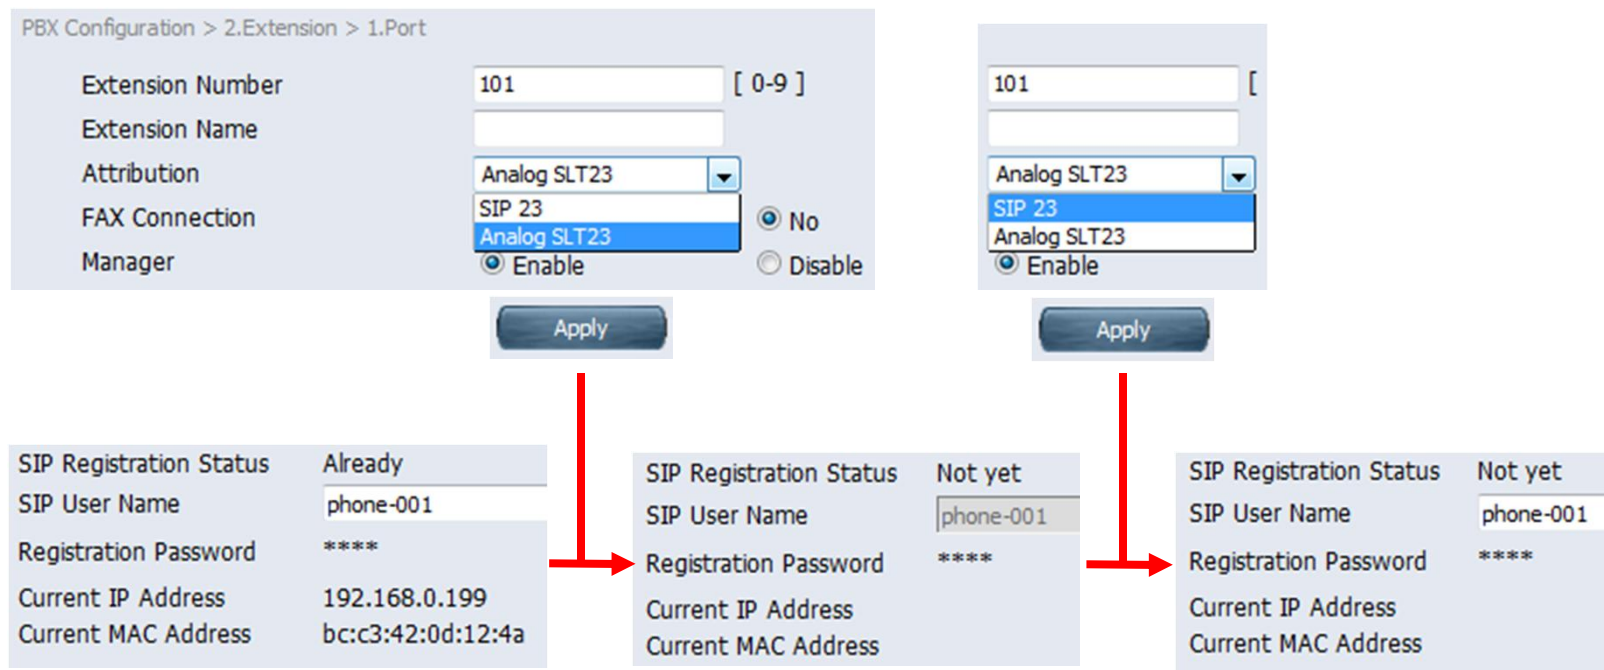 PBX Configuration > 2.Extension > 1.Port
Extension Number 101 [ 0-9 ]
Extension Name
Attribution Analog SLT23
SIP 23
FAX Connection No
Analog SLT23
Manager Enable Disable
Apply
101 [
Analog SLT23
SIP 23
Analog SLT23
Enable
Apply
SIP Registration Status Already
SIP User Name phone-001
Registration Password ****
Current IP Address 192.168.0.199
Current MAC Address bc:c3:42:0d:12:4a
SIP Registration Status Not yet
SIP User Name phone-001
Registration Password ****
Current IP Address
Current MAC Address
SIP Registration Status Not yet
SIP User Name phone-001
Registration Password ****
Current IP Address
Current MAC Address